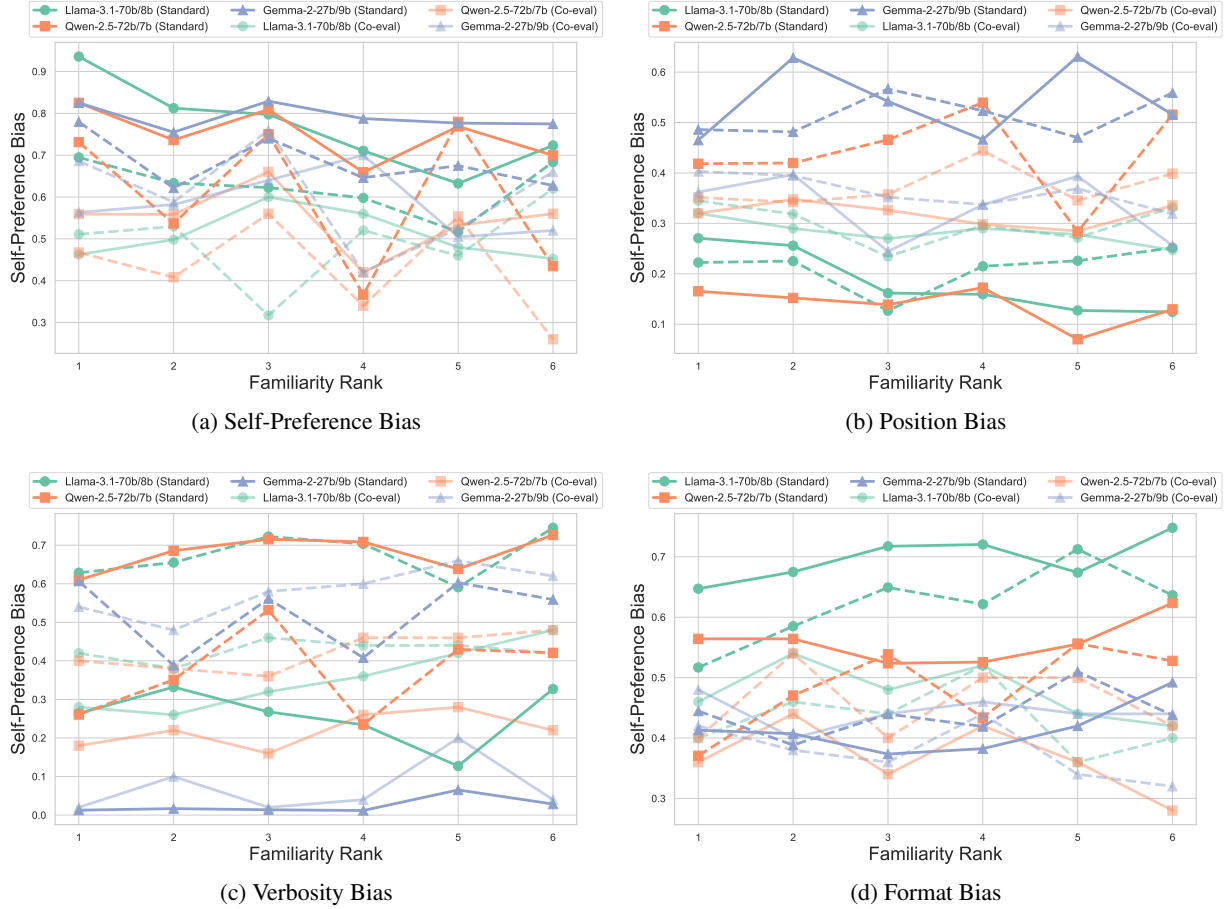 Llama-3.1-70b/8b (Standard) Gemma-2-27b/9b (Standard) Qwen-2.5-72b/7b (Co-eval)
Qwen-2.5-72b/7b (Standard) Llama-3.1-70b/8b (Co-eval) Gemma-2-27b/9b (Co-eval)
0.9
0.8
0.7
0.6
0.5
0.4
0.3
Self-Preference Bias
1 2 3 4 5 6
Familiarity Rank
(a) Self-Preference Bias
Llama-3.1-70b/8b (Standard) Gemma-2-27b/9b (Standard) Qwen-2.5-72b/7b (Co-eval)
Qwen-2.5-72b/7b (Standard) Llama-3.1-70b/8b (Co-eval) Gemma-2-27b/9b (Co-eval)
0.6
0.5
0.4
0.3
0.2
0.1
Self-Preference Bias
1 2 3 4 5 6
Familiarity Rank
(b) Position Bias
Llama-3.1-70b/8b (Standard) Gemma-2-27b/9b (Standard) Qwen-2.5-72b/7b (Co-eval)
Qwen-2.5-72b/7b (Standard) Llama-3.1-70b/8b (Co-eval) Gemma-2-27b/9b (Co-eval)
0.7
0.6
0.5
0.4
0.3
0.2
0.1
0.0
Self-Preference Bias
1 2 3 4 5 6
Familiarity Rank
(c) Verbosity Bias
Llama-3.1-70b/8b (Standard) Gemma-2-27b/9b (Standard) Qwen-2.5-72b/7b (Co-eval)
Qwen-2.5-72b/7b (Standard) Llama-3.1-70b/8b (Co-eval) Gemma-2-27b/9b (Co-eval)
0.7
0.6
0.5
0.4
0.3
Self-Preference Bias
1 2 3 4 5 6
Familiarity Rank
(d) Format Bias